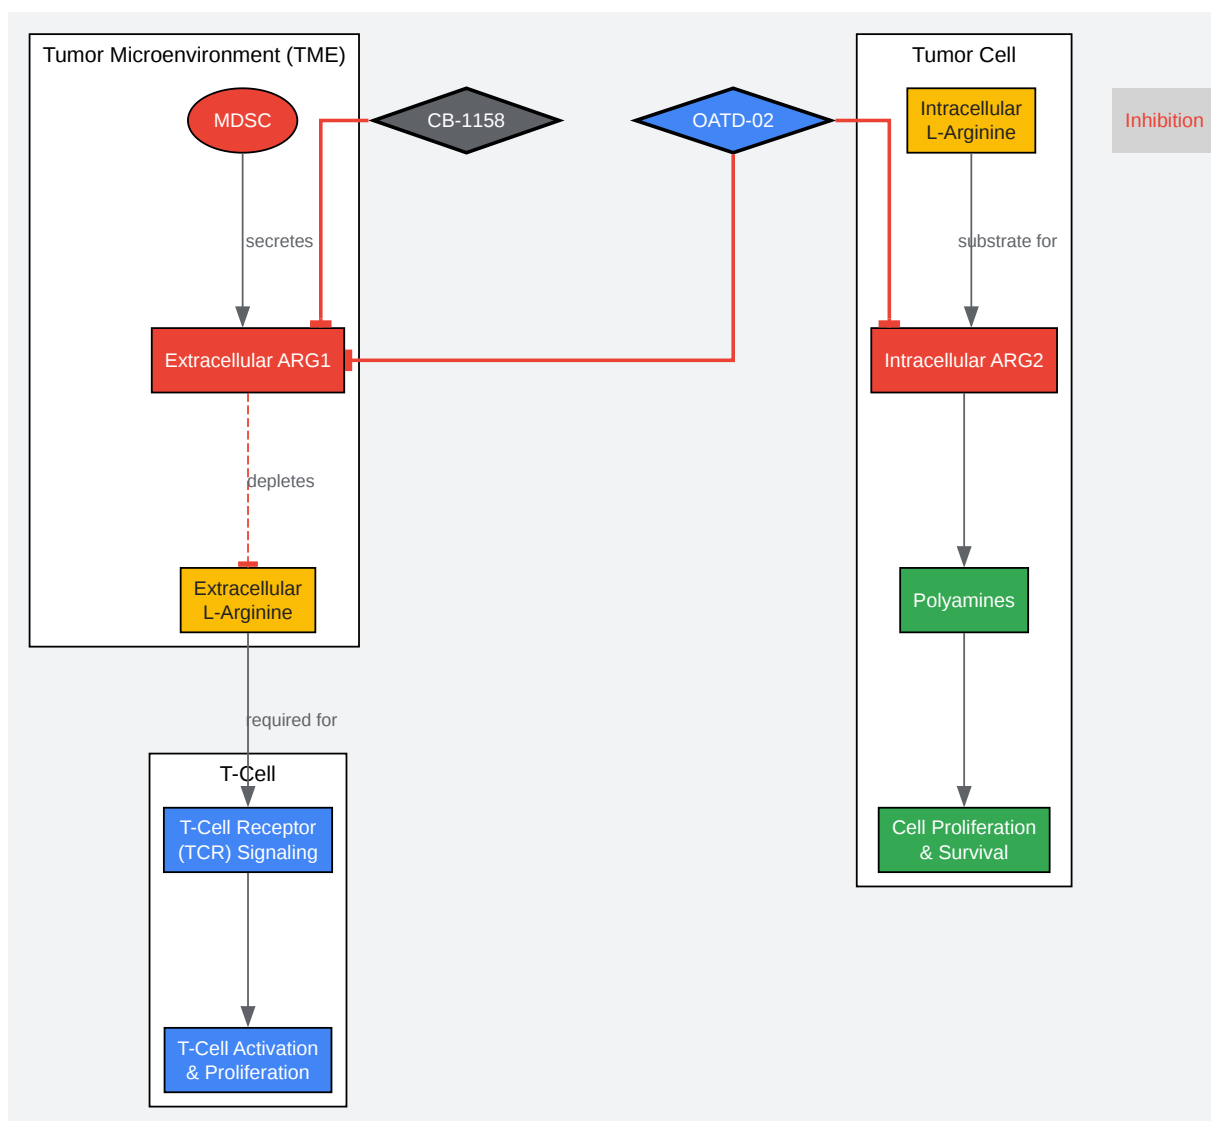 Tumor Microenvironment (TME)
MDSC
secretes
Extracellular ARG1
depletes
Extracellular
L-Arginine
required for
T-Cell
T-Cell Receptor
(TCR) Signaling
T-Cell Activation
& Proliferation
CB-1158
OATD-02
Tumor Cell
Intracellular
L-Arginine
substrate for
Intracellular ARG2
Polyamines
Cell Proliferation
& Survival
Inhibition